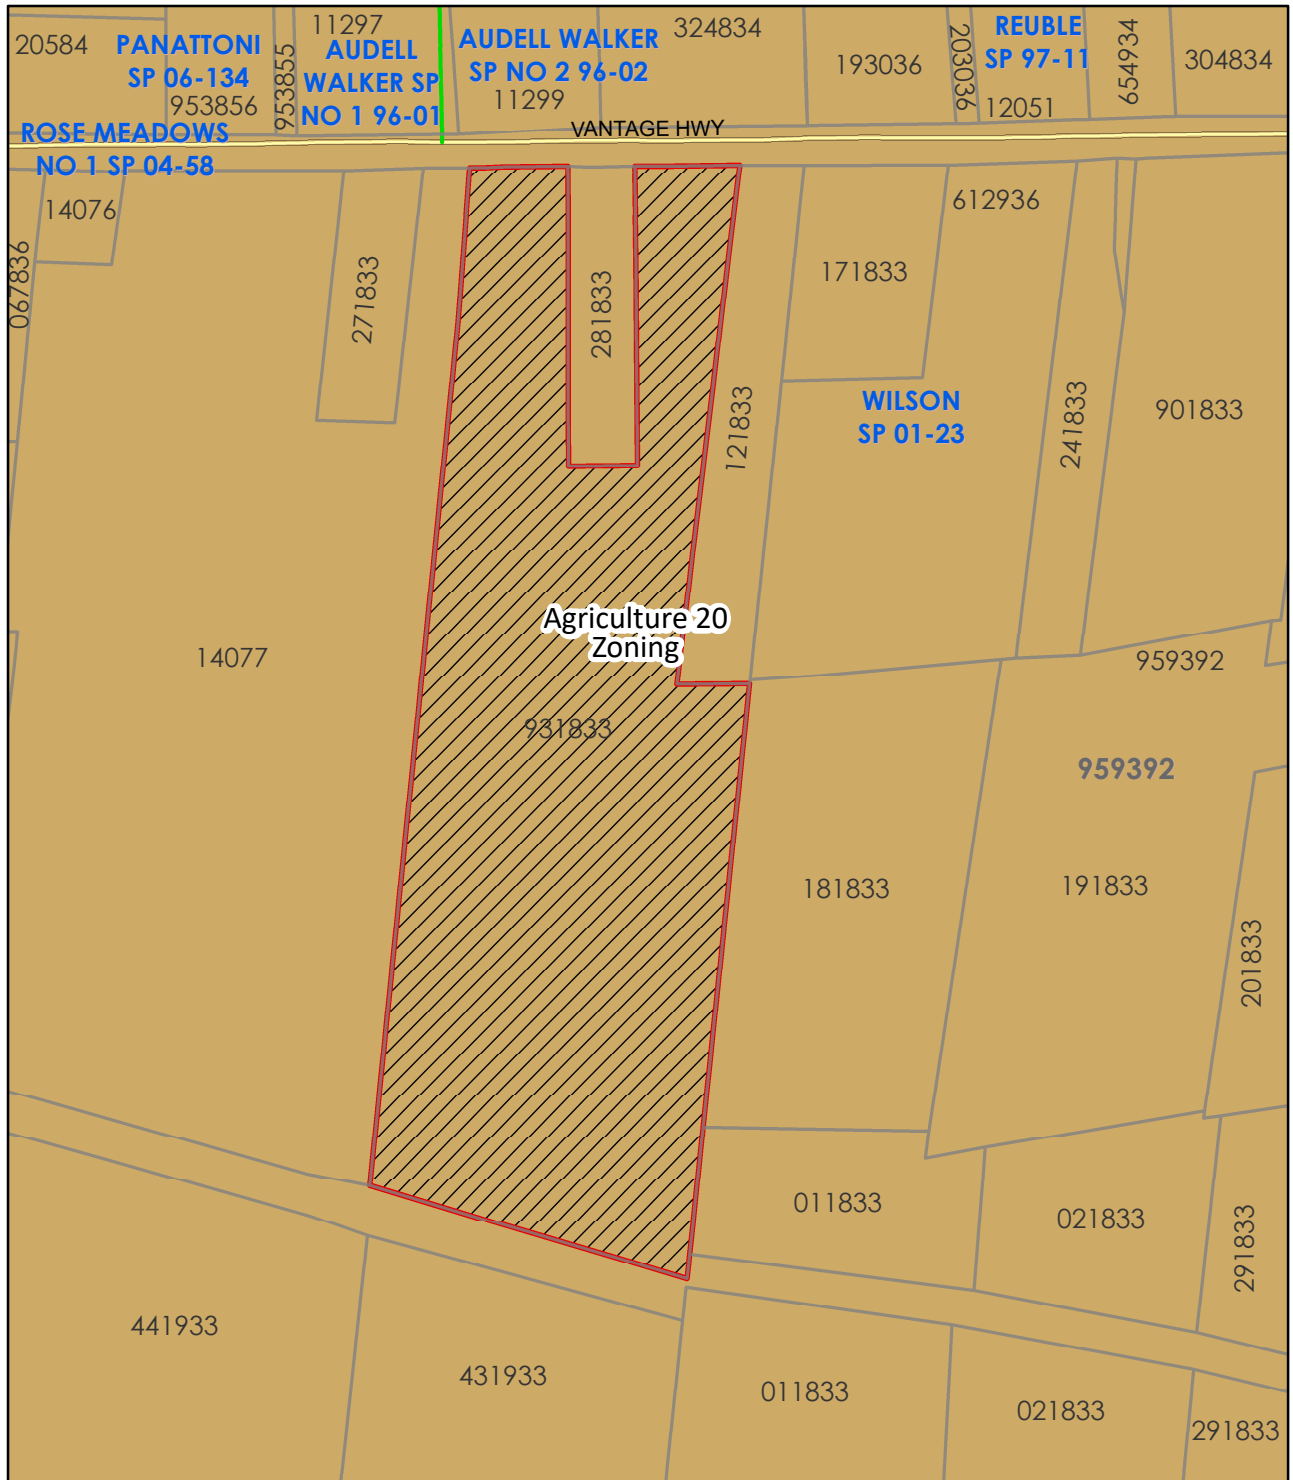 20584
PANATTONI
SP 06-134
953856
953855
11297
AUDELL
WALKER SP
NO 1 96-01
AUDELL WALKER
SP NO 2 96-02
11299
324834
193036
203036
REUBLE
SP 97-11
12051
654934
304834
ROSE MEADOWS
NO 1 SP 04-58
VANTAGE HWY
14076
067836
271833
281833
121833
171833
612936
WILSON
SP 01-23
241833
901833
Agriculture 20
Zoning
14077
931833
959392
959392
181833
191833
201833
011833
021833
291833
441933
431933
011833
021833
291833